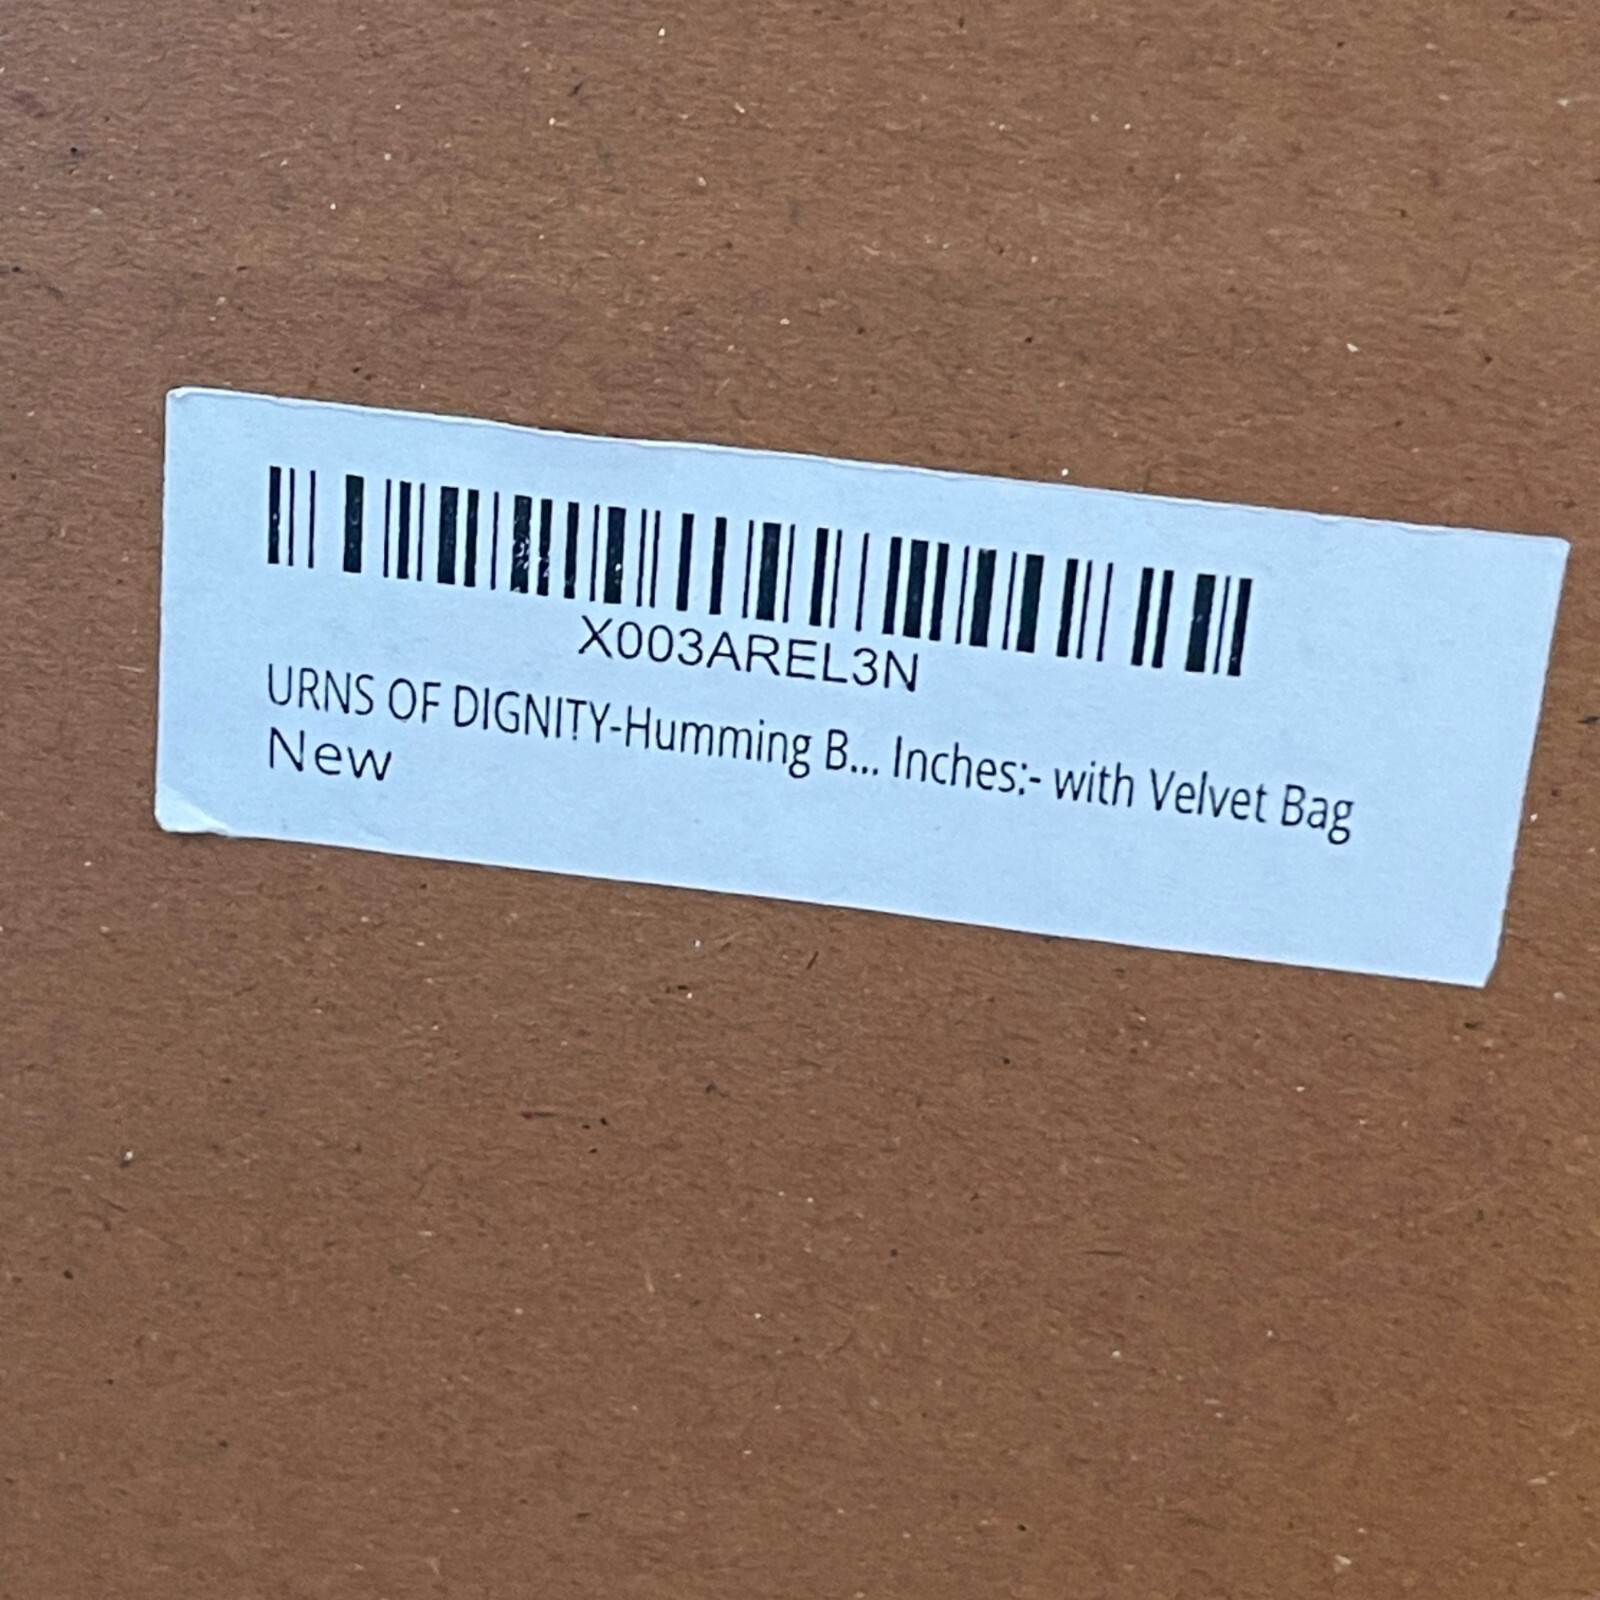 X003AREL3N
URNS OF DIGNITY-Humming B... Inches:- with Velvet Bag
New